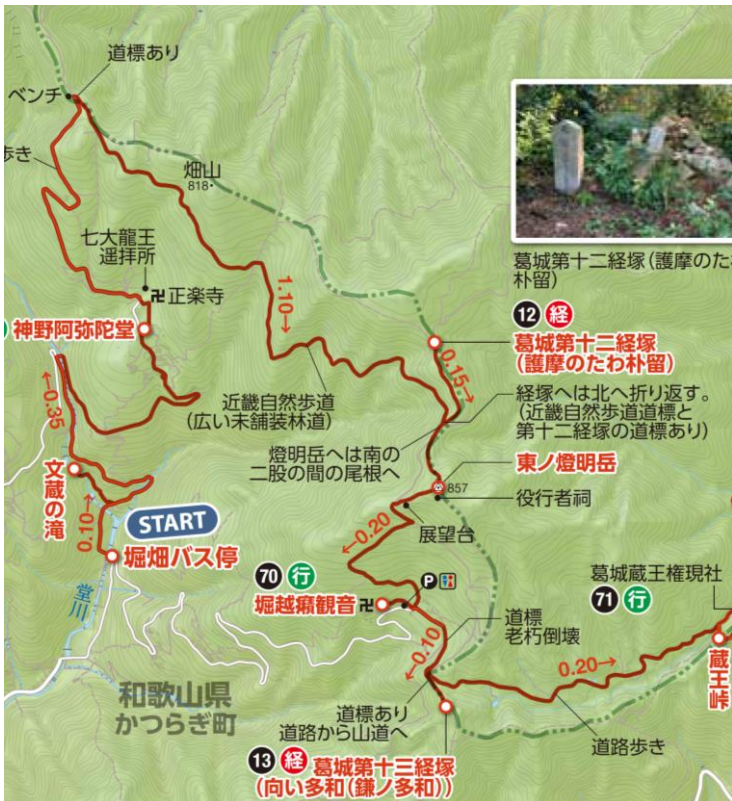 道標あり
ベンチ
歩き
畑山
818
七大龍王
遥拝所
卍正楽寺
神野阿弥陀堂
1.10→
葛城第十二経塚(護摩のたわ
朴留)
12 経
葛城第十二経塚
(護摩のたわ朴留)
0.15→
←0.35
近畿自然歩道
(広い未舗装林道)
経塚へは北へ折り返す。
(近畿自然歩道道標と
第十二経塚の道標あり)
燈明岳へは南の
二股の間の尾根へ
東ノ燈明岳
857
役行者祠
文蔵の滝
0.10→
START
堀畑バス停
←0.20
展望台
70 行
P
堀越癪観音 卍
葛城蔵王権現社
71 行
堂川
道標
老朽倒壊
←0.10
0.20→
蔵王峠
和歌山県
かつらぎ町
道標あり
道路から山道へ
道路歩き
13 経 葛城第十三経塚
(向い多和(鎌ノ多和))